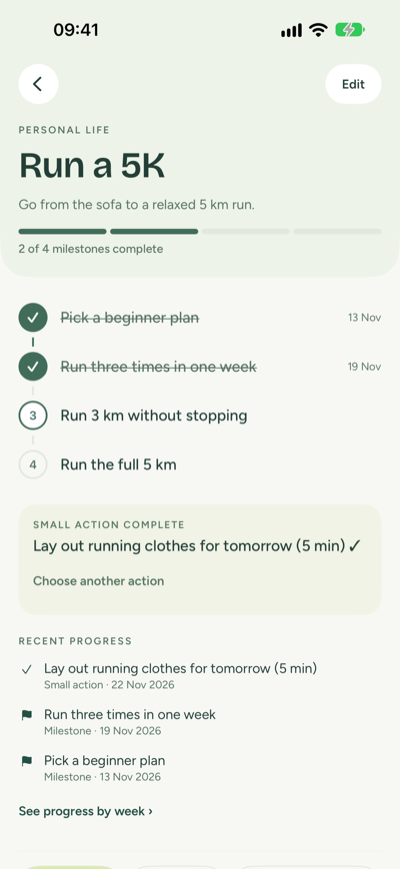 09:41
Edit
PERSONAL LIFE
Run a 5K
Go from the sofa to a relaxed 5 km run.
2 of 4 milestones complete
Pick a beginner plan 13 Nov
Run three times in one week 19 Nov
3 Run 3 km without stopping
4 Run the full 5 km
SMALL ACTION COMPLETE
Lay out running clothes for tomorrow (5 min) ✓
Choose another action
RECENT PROGRESS
Lay out running clothes for tomorrow (5 min)
Small action · 22 Nov 2026
Run three times in one week
Milestone · 19 Nov 2026
Pick a beginner plan
Milestone · 13 Nov 2026
See progress by week ›